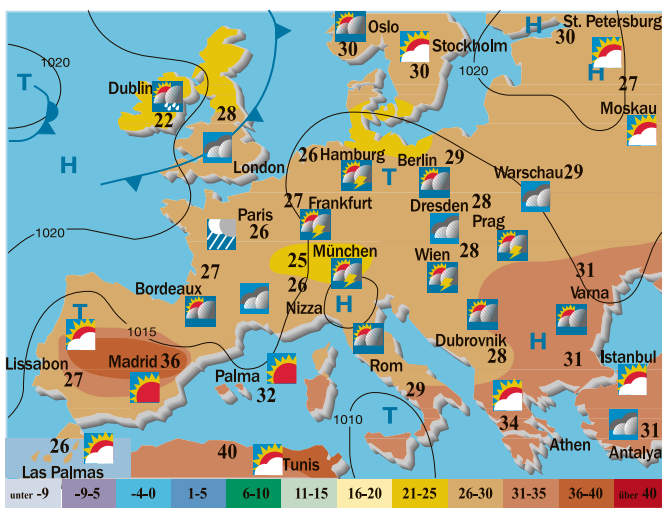 Oslo
30
Stockholm
30
H
St. Petersburg
30
H
27
Moskau
1020
T
Dublin
22
28
London
H
1020
1020
26
Hamburg
T
Berlin
29
Warschau 29
27
Frankfurt
28
Dresden
Prag
Paris
26
München
25
28
Wien
27
Bordeaux
26
Nizza
H
31
Varna
T
1015
Dubrovnik
28
H
Lissabon
27
Madrid 36
Palma
32
Rom
29
31
Istanbul
1010
T
34
Athen
31
Antalya
26
Las Palmas
40
Tunis
unter -9 -9-5 -4-0 1-5 6-10 11-15 16-20 21-25 26-30 31-35 36-40 über 40